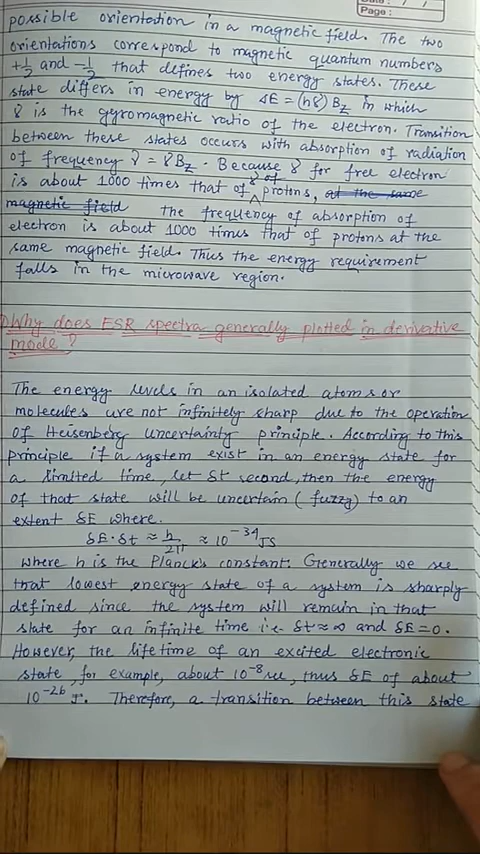 Date: / /
Page:
possible orientation in a magnetic field. The two
orientations correspond to magnetic quantum numbers
+1/2 and -1/2 that defines two energy states. These
state differs in energy by ΔE = (hγ) Bz in which
γ is the gyromagnetic ratio of the electron. Transition
between these states occurs with absorption of radiation
of frequency ν = γBz. Because γ for free electron
is about 1000 times that of γ of protons, at the same
magnetic field The frequency of absorption of
electron is about 1000 times that of protons at the
same magnetic field. Thus the energy requirement
falls in the microwave region.
Why does ESR spectra generally plotted in derivative
mode?
The energy levels in an isolated atoms or
molecules are not infinitely sharp due to the operation
of Heisenberg uncertainty principle. According to this
principle if a system exist in an energy state for
a limited time, let δt second, then the energy
of that state will be uncertain (fuzzy) to an
extent δE where.
δE·δt ≈ h/2π ≈ 10⁻³⁴ JS
Where h is the Planck's constant. Generally we see
that lowest energy state of a system is sharply
defined since the system will remain in that
state for an infinite time i.e. δt ≈ ∞ and δE = 0.
However, the lifetime of an excited electronic
state, for example, about 10⁻⁸ sec, thus δE of about
10⁻²⁶ J. Therefore, a transition between this state